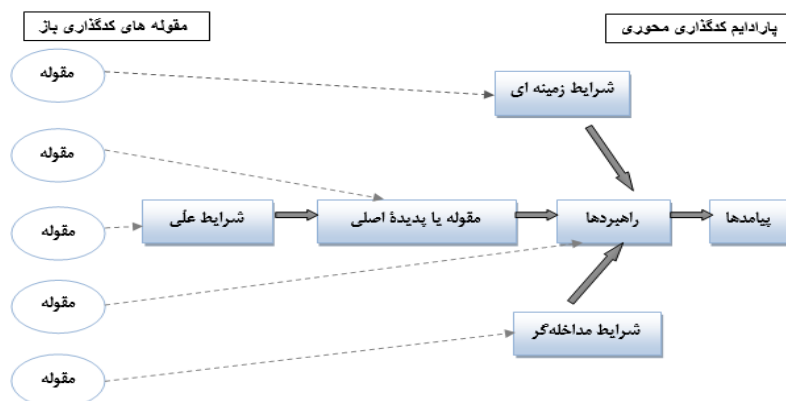 پارادایم کدگذاری محوری
مقوله های کدگذاری باز
مقوله
شرایط زمینه ای
مقوله
مقوله
شرایط علّی
مقوله یا پدیدۀ اصلی
راهبردها
پیامدها
مقوله
شرایط مداخله‌گر
مقوله